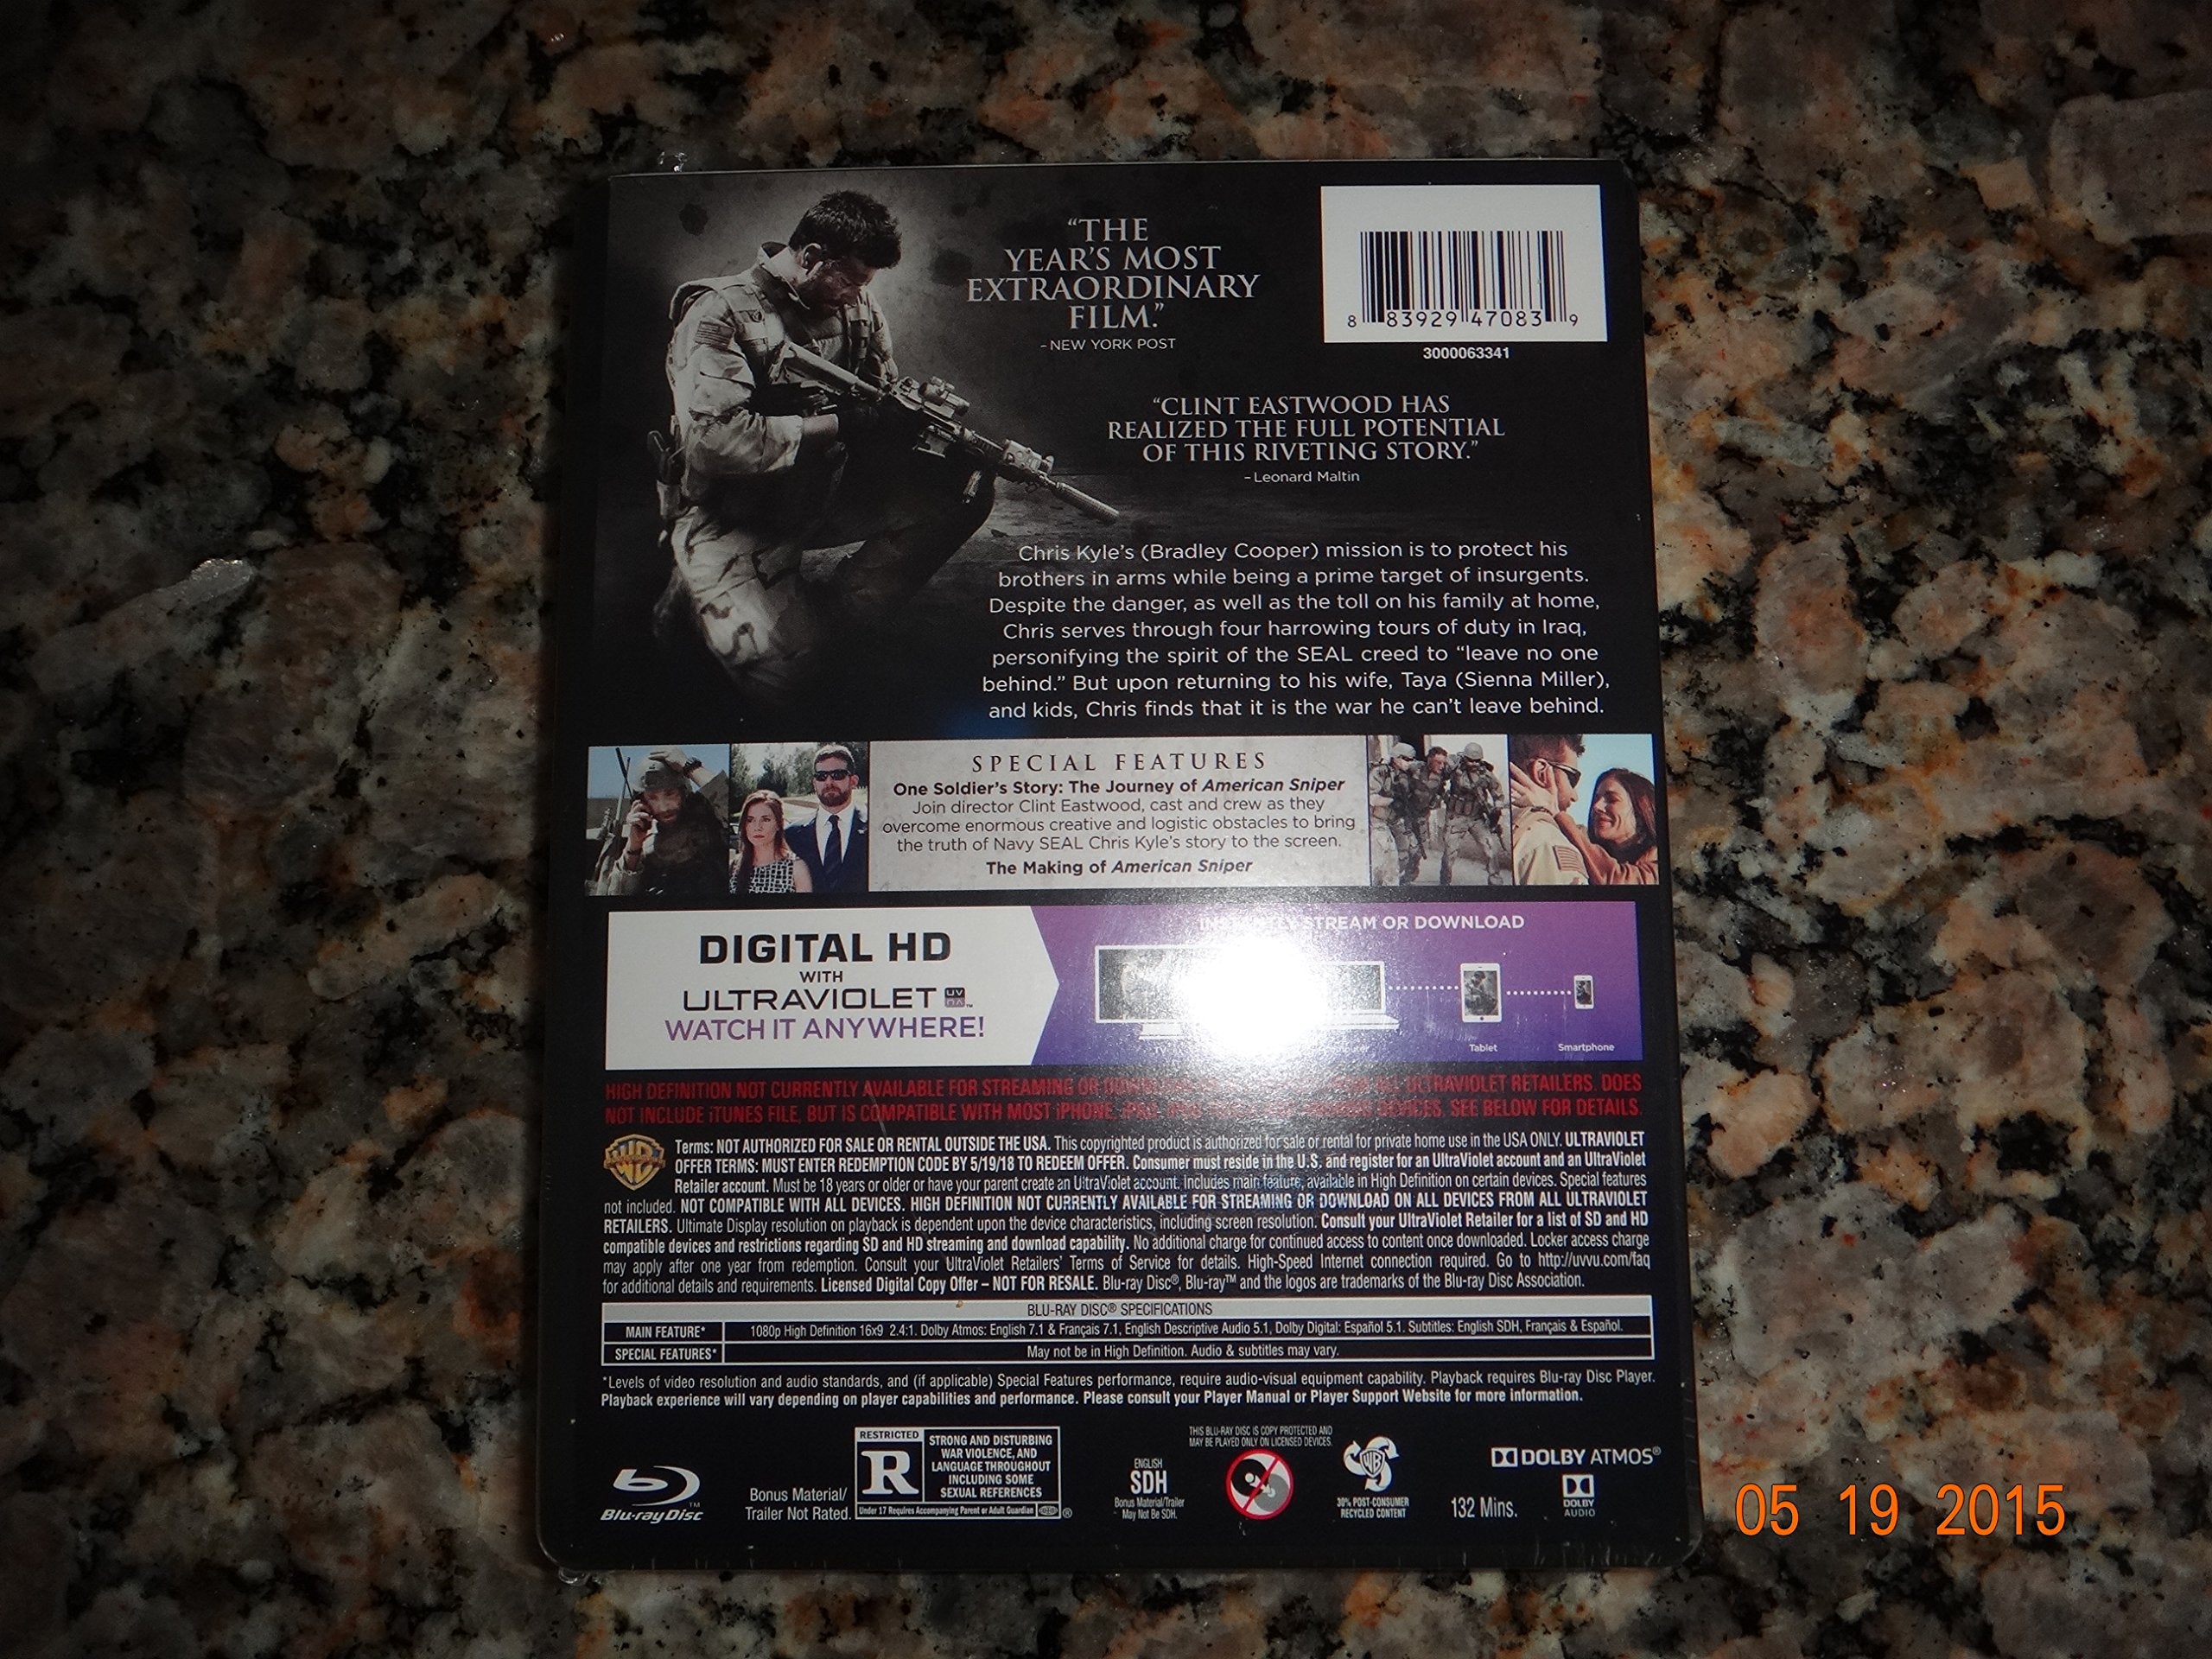 “THE
YEAR’S MOST
EXTRAORDINARY
FILM.”
– NEW YORK POST
8 83929 47083 9
3000063341
“CLINT EASTWOOD HAS
REALIZED THE FULL POTENTIAL
OF THIS RIVETING STORY.”
– Leonard Maltin
Chris Kyle’s (Bradley Cooper) mission is to protect his
brothers in arms while being a prime target of insurgents.
Despite the danger, as well as the toll on his family at home,
Chris serves through four harrowing tours of duty in Iraq,
personifying the spirit of the SEAL creed to “leave no one
behind.” But upon returning to his wife, Taya (Sienna Miller),
and kids, Chris finds that it is the war he can’t leave behind.
SPECIAL FEATURES
One Soldier’s Story: The Journey of American Sniper
Join director Clint Eastwood, cast and crew as they
overcome enormous creative and logistic obstacles to bring
the truth of Navy SEAL Chris Kyle’s story to the screen.
The Making of American Sniper
DIGITAL HD
WITH
ULTRAVIOLET UV
WATCH IT ANYWHERE!
STREAM OR DOWNLOAD
Tablet Smartphone
HIGH DEFINITION NOT CURRENTLY AVAILABLE FOR STREAMING OR ALL ULTRAVIOLET RETAILERS. DOES
NOT INCLUDE iTUNES FILE, BUT IS COMPATIBLE WITH MOST iPHONE, DEVICES. SEE BELOW FOR DETAILS.
WB
Terms: NOT AUTHORIZED FOR SALE OR RENTAL OUTSIDE THE USA. This copyrighted product is authorized for sale or rental for private home use in the USA ONLY. ULTRAVIOLET
OFFER TERMS: MUST ENTER REDEMPTION CODE BY 5/19/18 TO REDEEM OFFER. Consumer must reside in the U.S. and register for an UltraViolet account and an UltraViolet
Retailer account. Must be 18 years or older or have your parent create an UltraViolet account. Includes main feature, available in High Definition on certain devices. Special features
not included. NOT COMPATIBLE WITH ALL DEVICES. HIGH DEFINITION NOT CURRENTLY AVAILABLE FOR STREAMING OR DOWNLOAD ON ALL DEVICES FROM ALL ULTRAVIOLET
RETAILERS. Ultimate Display resolution on playback is dependent upon the device characteristics, including screen resolution. Consult your UltraViolet Retailer for a list of SD and HD
compatible devices and restrictions regarding SD and HD streaming and download capability. No additional charge for continued access to content once downloaded. Locker access charge
may apply after one year from redemption. Consult your UltraViolet Retailers’ Terms of Service for details. High-Speed Internet connection required. Go to http://uvvu.com/faq
for additional details and requirements. Licensed Digital Copy Offer – NOT FOR RESALE. Blu-ray Disc®, Blu-ray™ and the logos are trademarks of the Blu-ray Disc Association.
BLU-RAY DISC® SPECIFICATIONS
MAIN FEATURE* 1080p High Definition 16x9 2.4:1. Dolby Atmos: English 7.1 & Français 7.1, English Descriptive Audio 5.1, Dolby Digital: Español 5.1. Subtitles: English SDH, Français & Español.
SPECIAL FEATURES* May not be in High Definition. Audio & subtitles may vary.
*Levels of video resolution and audio standards, and (if applicable) Special Features performance, require audio-visual equipment capability. Playback requires Blu-ray Disc Player.
Playback experience will vary depending on player capabilities and performance. Please consult your Player Manual or Player Support Website for more information.
Blu-ray Disc™
Bonus Material/
Trailer Not Rated.
RESTRICTED
R
STRONG AND DISTURBING
WAR VIOLENCE, AND
LANGUAGE THROUGHOUT
INCLUDING SOME
SEXUAL REFERENCES
Under 17 Requires Accompanying Parent or Adult Guardian ®
ENGLISH
SDH
Bonus Material/Trailer
May Not Be SDH.
THIS BLU-RAY DISC IS COPY PROTECTED AND
MAY BE PLAYED ONLY ON LICENSED DEVICES.
WB
30% POST-CONSUMER
RECYCLED CONTENT
132 Mins.
DOLBY ATMOS®
DOLBY
AUDIO
05 19 2015